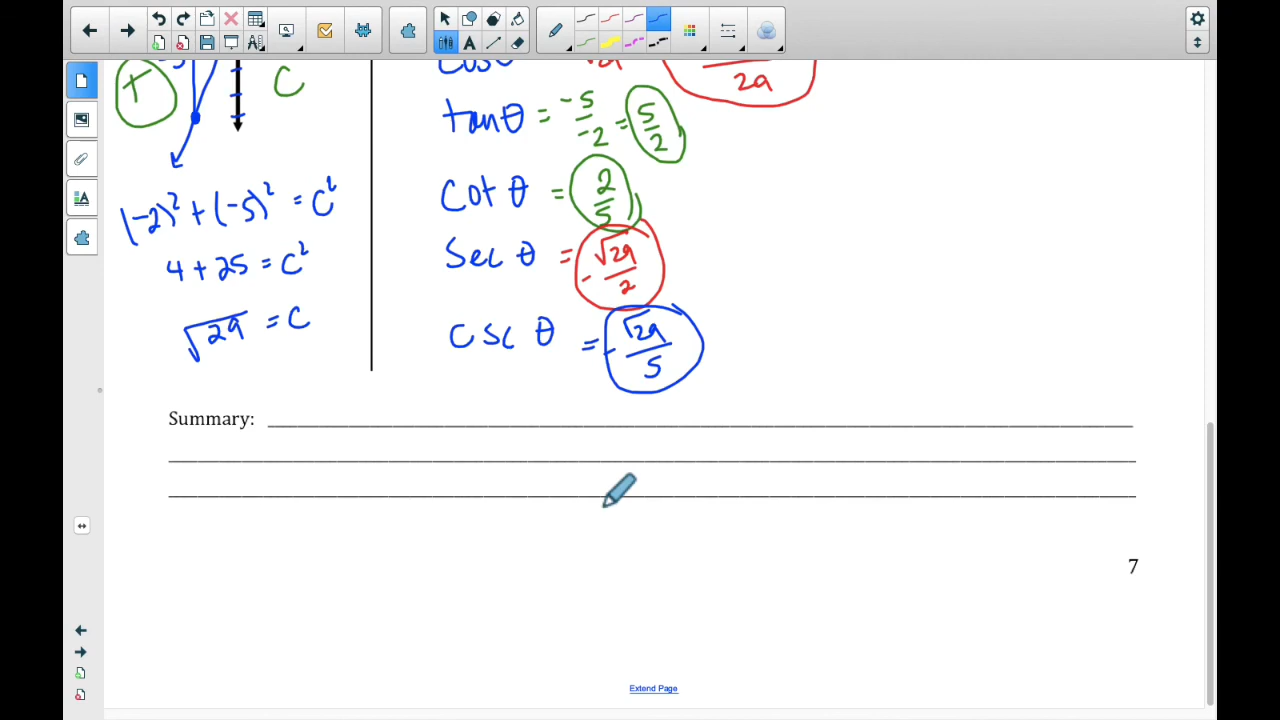 T C
2a
tanθ = -5/-2 = 5/2
Cot θ = 2/5
(-2)² + (-5)² = C²
Sec θ = -√29/2
4 + 25 = C²
√29 = C
Csc θ = -√29/5
Summary:
7
Extend Page